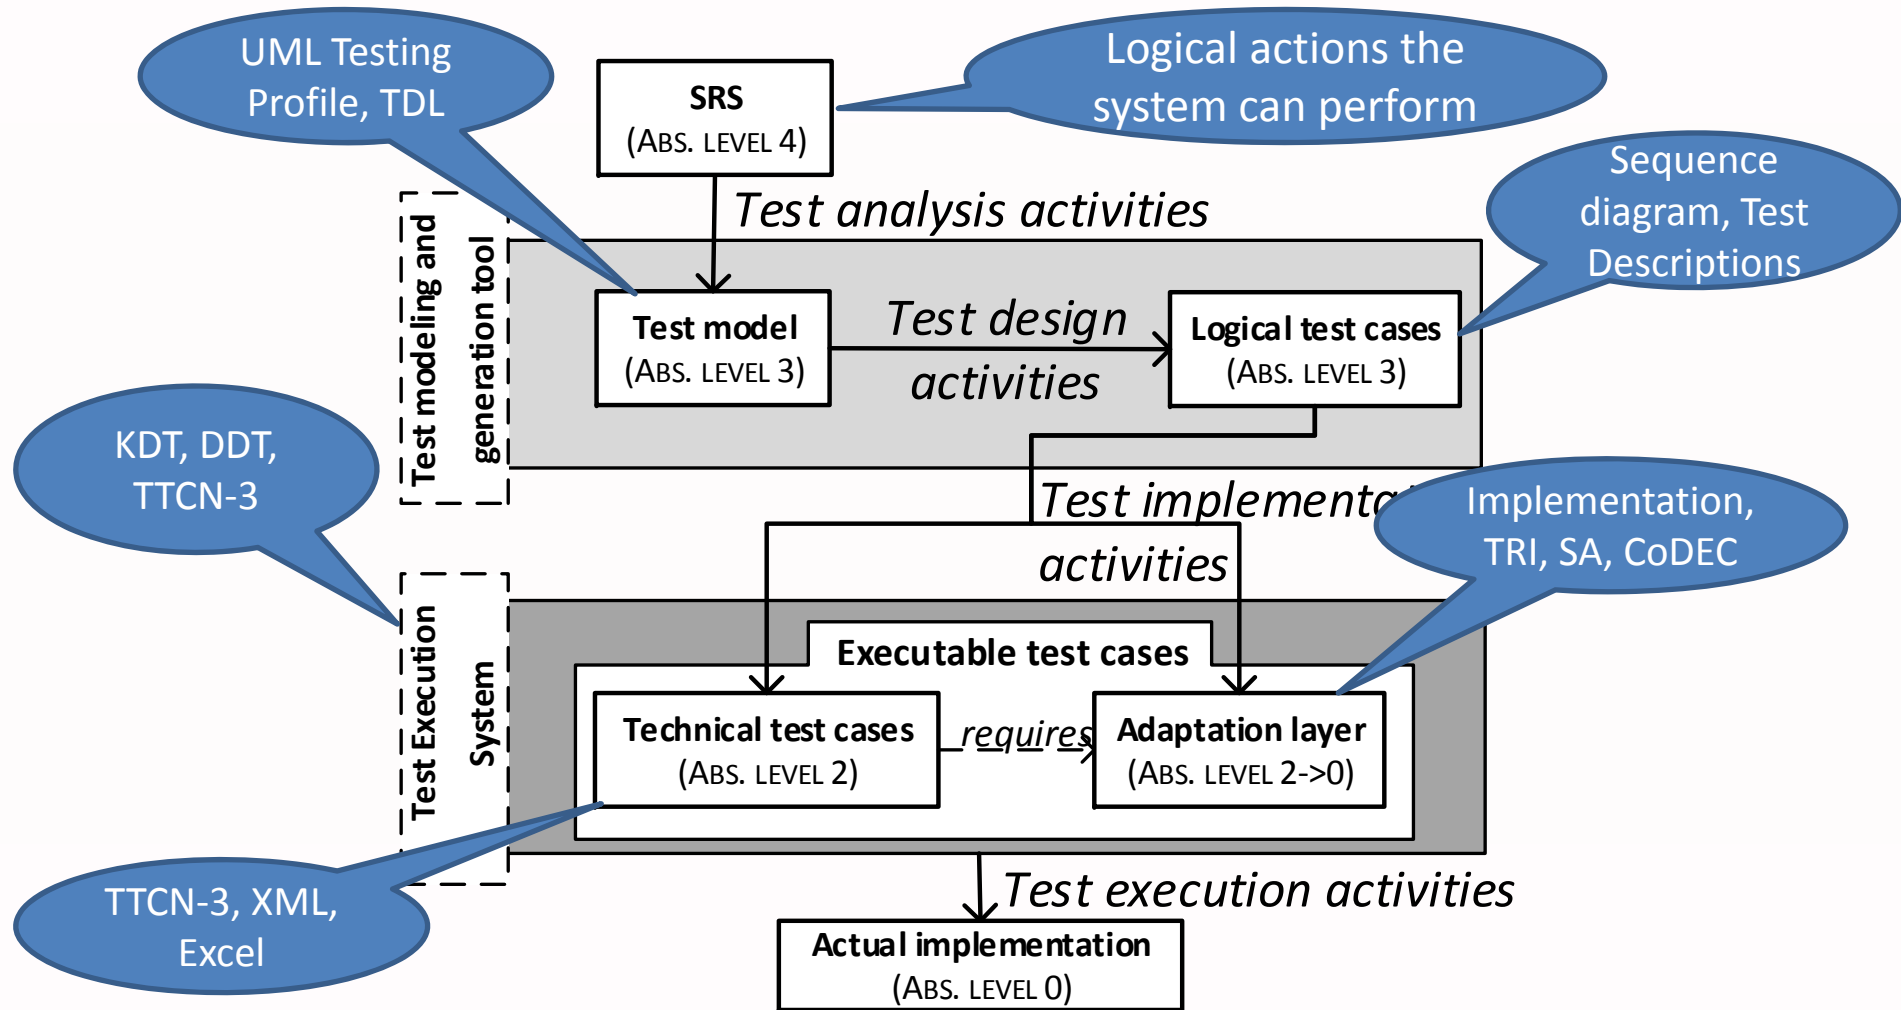 UML Testing
Profile, TDL
SRS
(ABS. LEVEL 4)
Logical actions the
system can perform
Sequence
diagram, Test
Descriptions
Test analysis activities
Test modeling and
generation tool
Test model
(ABS. LEVEL 3)
Test design
activities
Logical test cases
(ABS. LEVEL 3)
KDT, DDT,
TTCN-3
Test implementa
activities
Implementation,
TRI, SA, CoDEC
Test Execution
System
Executable test cases
Technical test cases
(ABS. LEVEL 2)
requires
Adaptation layer
(ABS. LEVEL 2->0)
TTCN-3, XML,
Excel
Test execution activities
Actual implementation
(ABS. LEVEL 0)